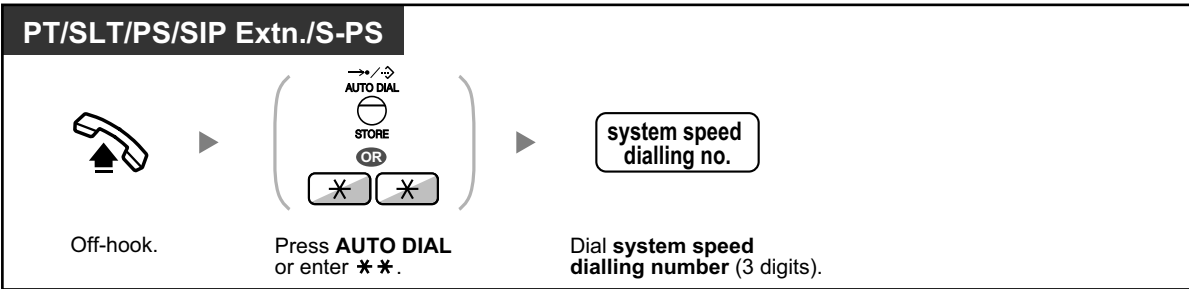 PT/SLT/PS/SIP Extn./S-PS
AUTO DIAL
STORE
OR
* *
system speed
dialling no.
Off-hook.
Press AUTO DIAL
or enter * *.
Dial system speed
dialling number (3 digits).